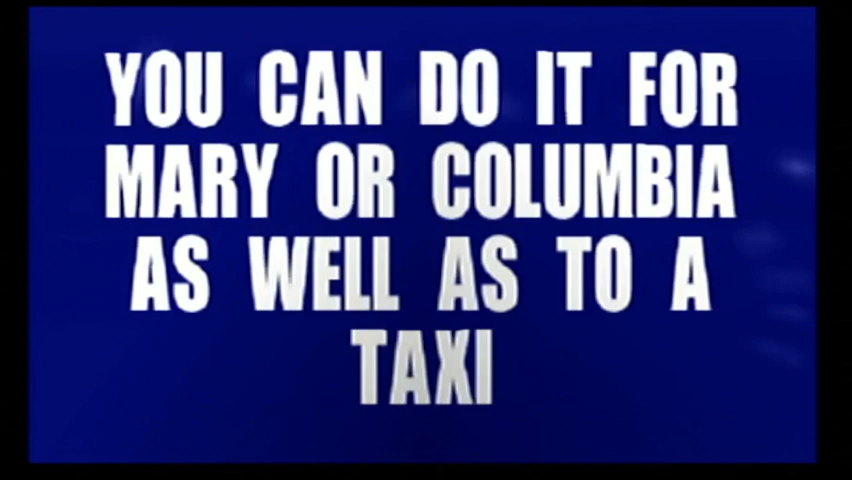 YOU CAN DO IT FOR
MARY OR COLUMBIA
AS WELL AS TO A
TAXI